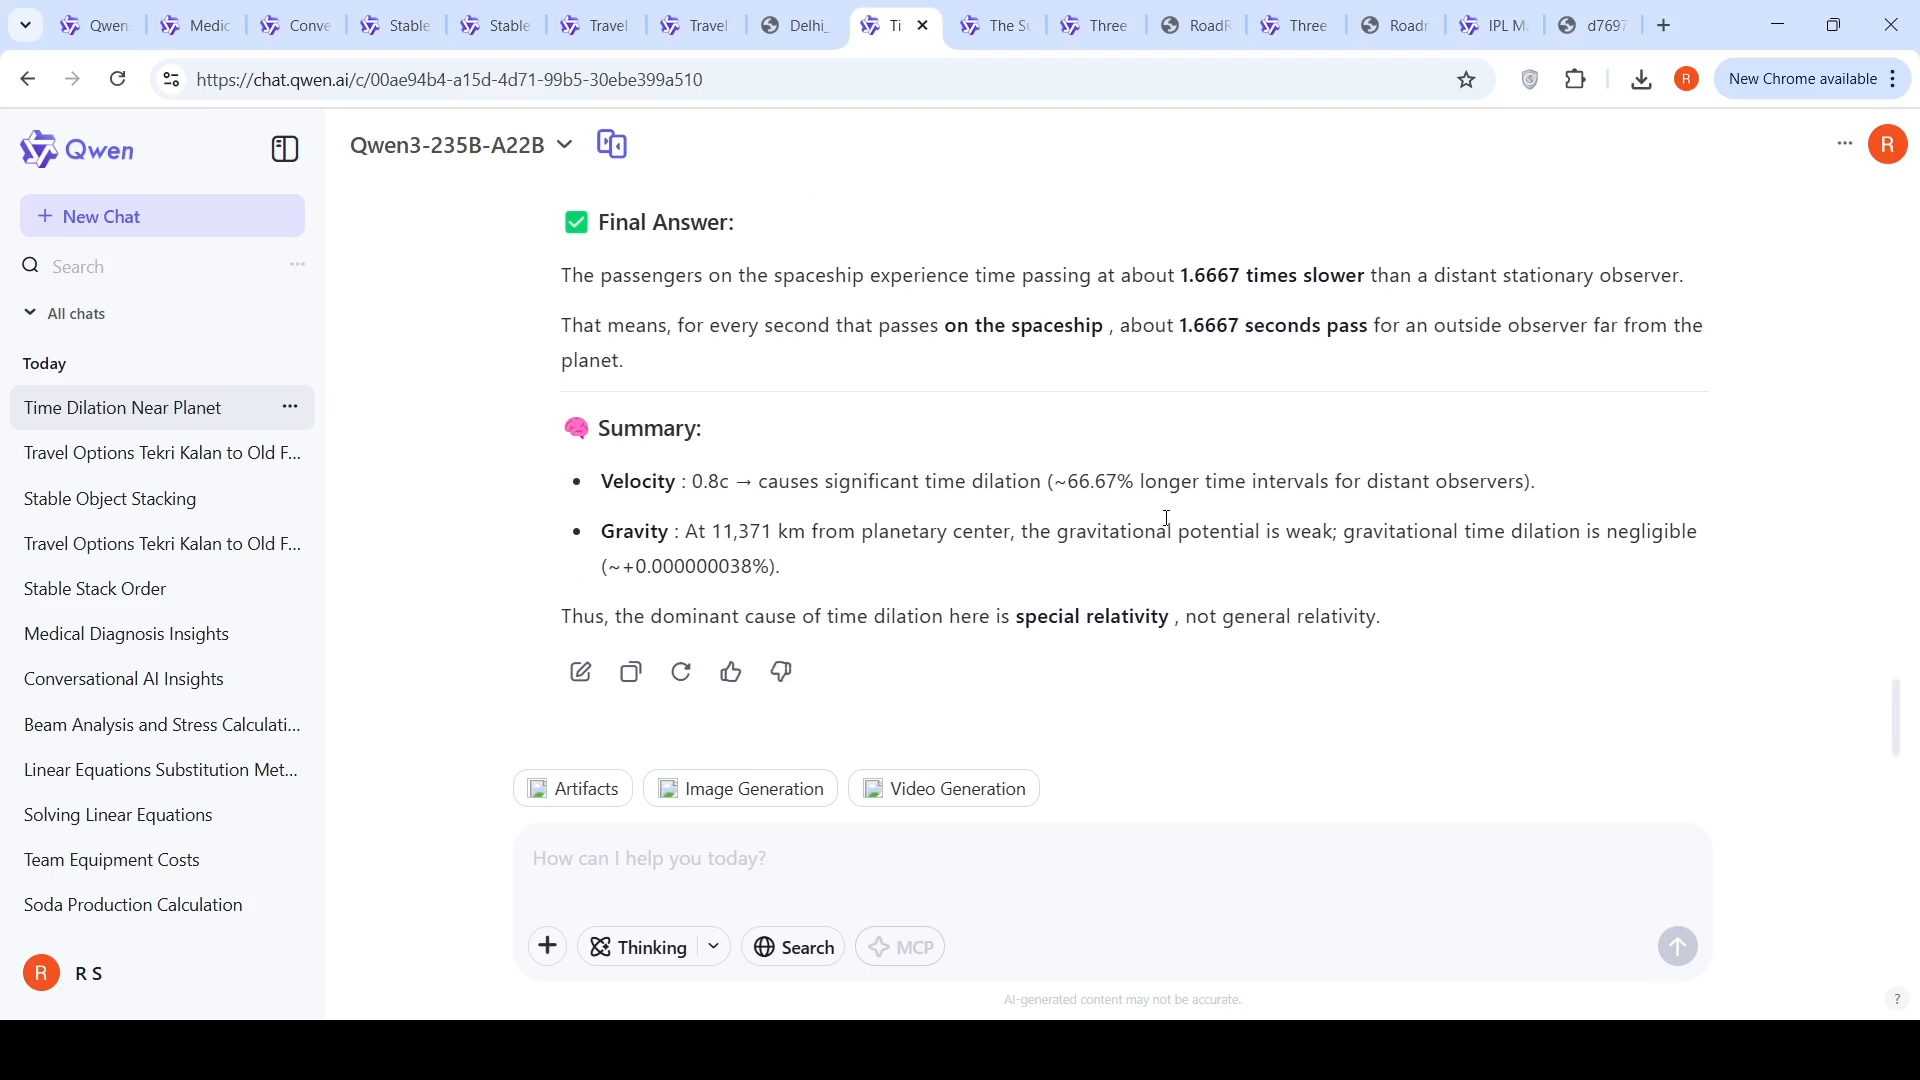 Qwen
Medic
Conve
Stable
Stable
Travel
Travel
Delhi_
Ti
The S
Three
Road
Three
Roadr
IPL M
d7697
https://chat.qwen.ai/c/00ae94b4-a15d-4d71-99b5-30ebe399a510
R
New Chrome available
Qwen
Qwen3-235B-A22B
R
+ New Chat
Search
All chats
Today
Time Dilation Near Planet
Travel Options Tekri Kalan to Old F...
Stable Object Stacking
Travel Options Tekri Kalan to Old F...
Stable Stack Order
Medical Diagnosis Insights
Conversational AI Insights
Beam Analysis and Stress Calculati...
Linear Equations Substitution Met...
Solving Linear Equations
Team Equipment Costs
Soda Production Calculation
R
R S
✅ Final Answer:
The passengers on the spaceship experience time passing at about 1.6667 times slower than a distant stationary observer.
That means, for every second that passes on the spaceship , about 1.6667 seconds pass for an outside observer far from the
planet.
🧠 Summary:
• Velocity : 0.8c → causes significant time dilation (~66.67% longer time intervals for distant observers).
• Gravity : At 11,371 km from planetary center, the gravitational potential is weak; gravitational time dilation is negligible
(~+0.000000038%).
Thus, the dominant cause of time dilation here is special relativity , not general relativity.
Artifacts
Image Generation
Video Generation
How can I help you today?
Thinking
Search
MCP
AI-generated content may not be accurate.
?